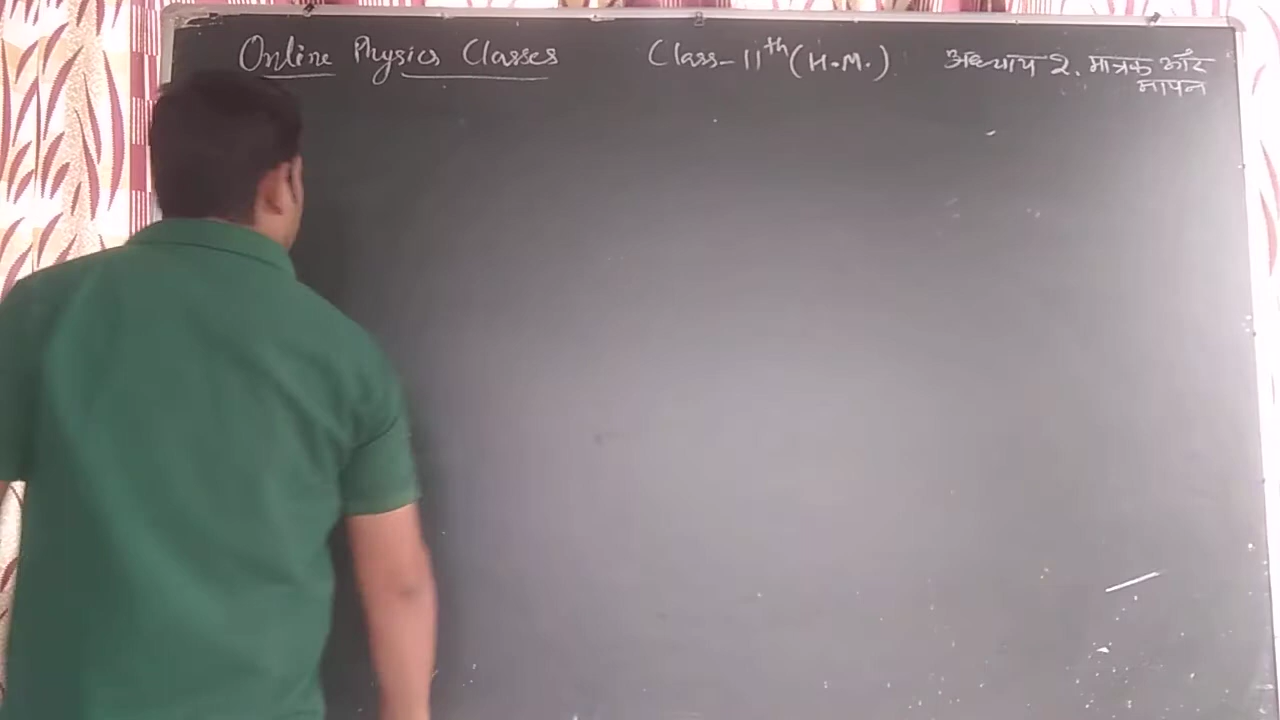 Online Physics Classes Class-11th (H.M.) अध्याय 2. मात्रक और
मापन